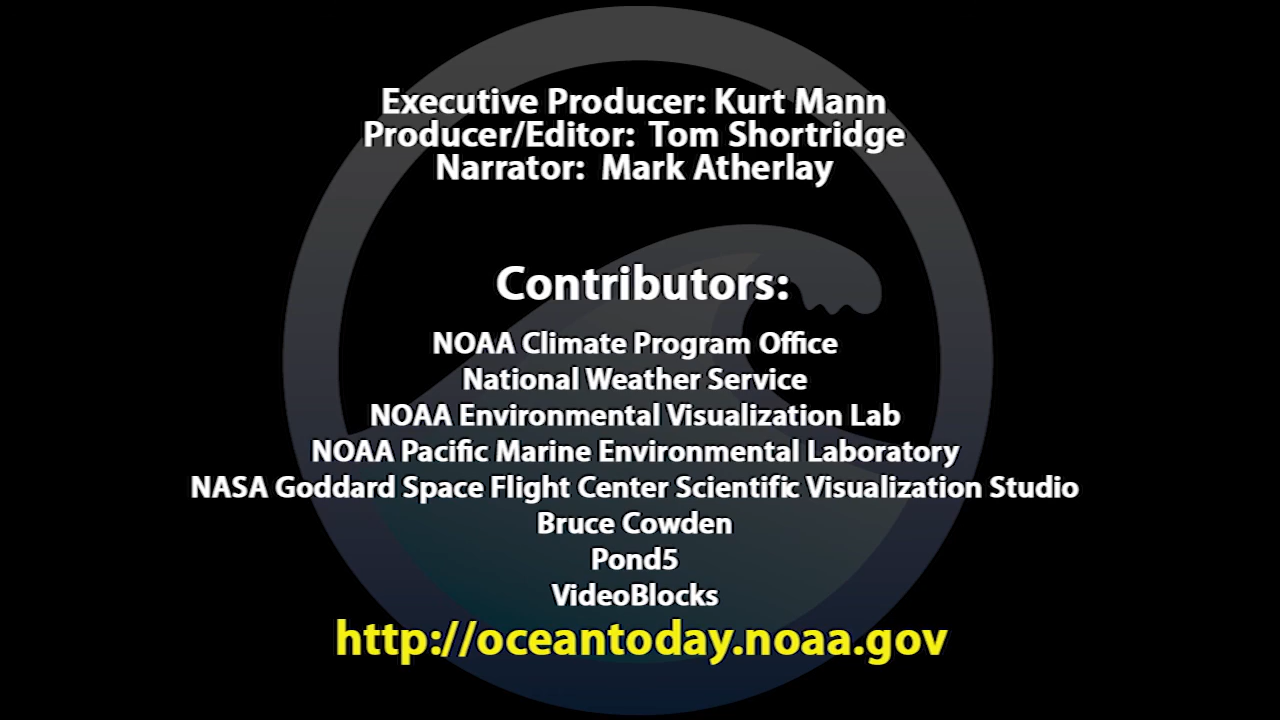 Executive Producer: Kurt Mann
Producer/Editor: Tom Shortridge
Narrator: Mark Atherlay
Contributors:
NOAA Climate Program Office
National Weather Service
NOAA Environmental Visualization Lab
NOAA Pacific Marine Environmental Laboratory
NASA Goddard Space Flight Center Scientific Visualization Studio
Bruce Cowden
Pond5
VideoBlocks
http://oceantoday.noaa.gov